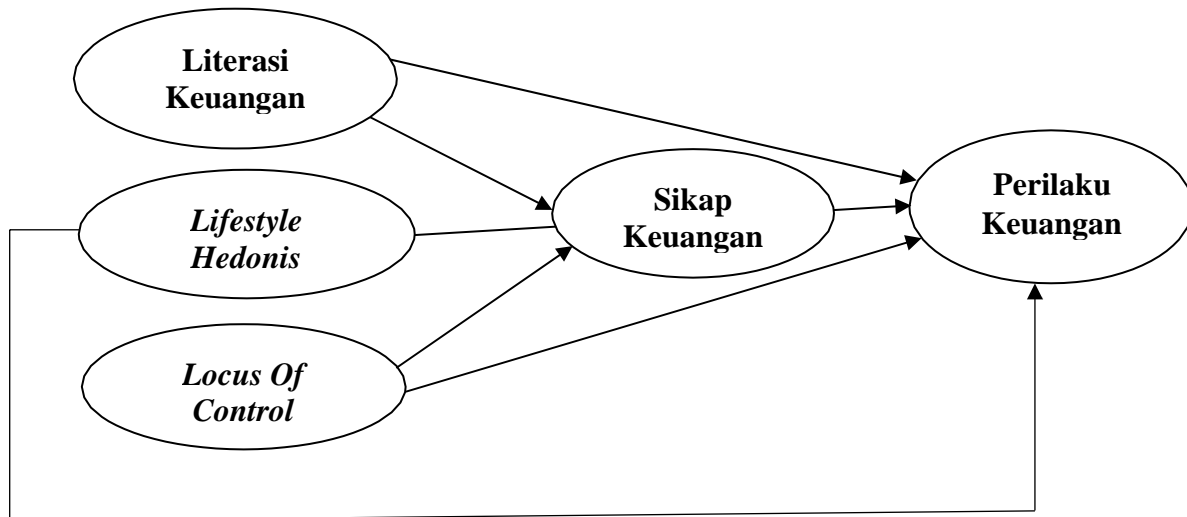 Literasi
Keuangan
Lifestyle
Hedonis
Locus Of
Control
Sikap
Keuangan
Perilaku
Keuangan